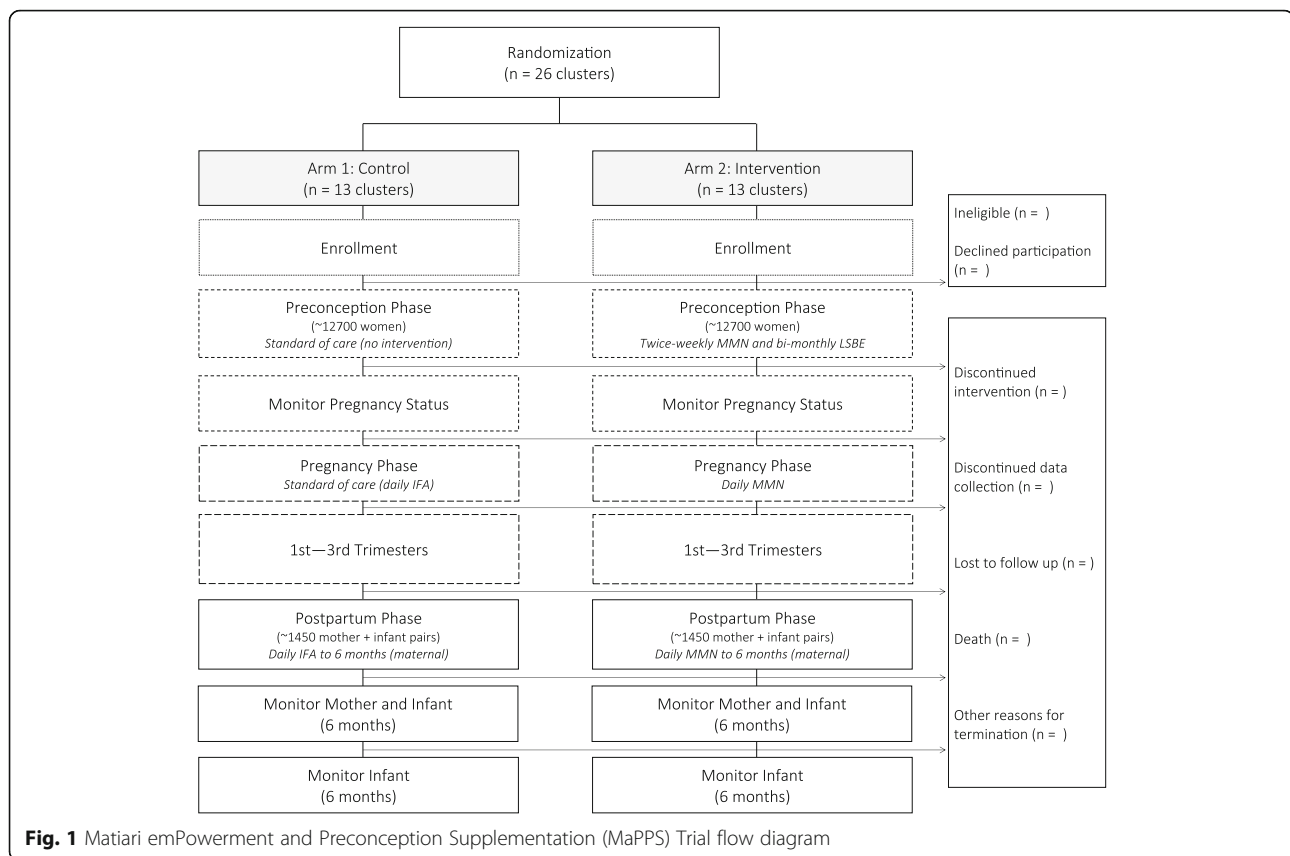 Randomization
(n = 26 clusters)
Arm 1: Control
(n = 13 clusters)
Arm 2: Intervention
(n = 13 clusters)
Enrollment
Enrollment
Ineligible (n =  )
Declined participation
(n =  )
Preconception Phase
(~12700 women)
Standard of care (no intervention)
Preconception Phase
(~12700 women)
Twice-weekly MMN and bi-monthly LSBE
Monitor Pregnancy Status
Monitor Pregnancy Status
Pregnancy Phase
Standard of care (daily IFA)
Pregnancy Phase
Daily MMN
1st—3rd Trimesters
1st—3rd Trimesters
Postpartum Phase
(~1450 mother + infant pairs)
Daily IFA to 6 months (maternal)
Postpartum Phase
(~1450 mother + infant pairs)
Daily MMN to 6 months (maternal)
Monitor Mother and Infant
(6 months)
Monitor Mother and Infant
(6 months)
Monitor Infant
(6 months)
Monitor Infant
(6 months)
Discontinued
intervention (n = )
Discontinued data
collection (n =  )
Lost to follow up (n = )
Death (n =  )
Other reasons for
termination (n =  )
Fig. 1 Matiari emPowerment and Preconception Supplementation (MaPPS) Trial flow diagram